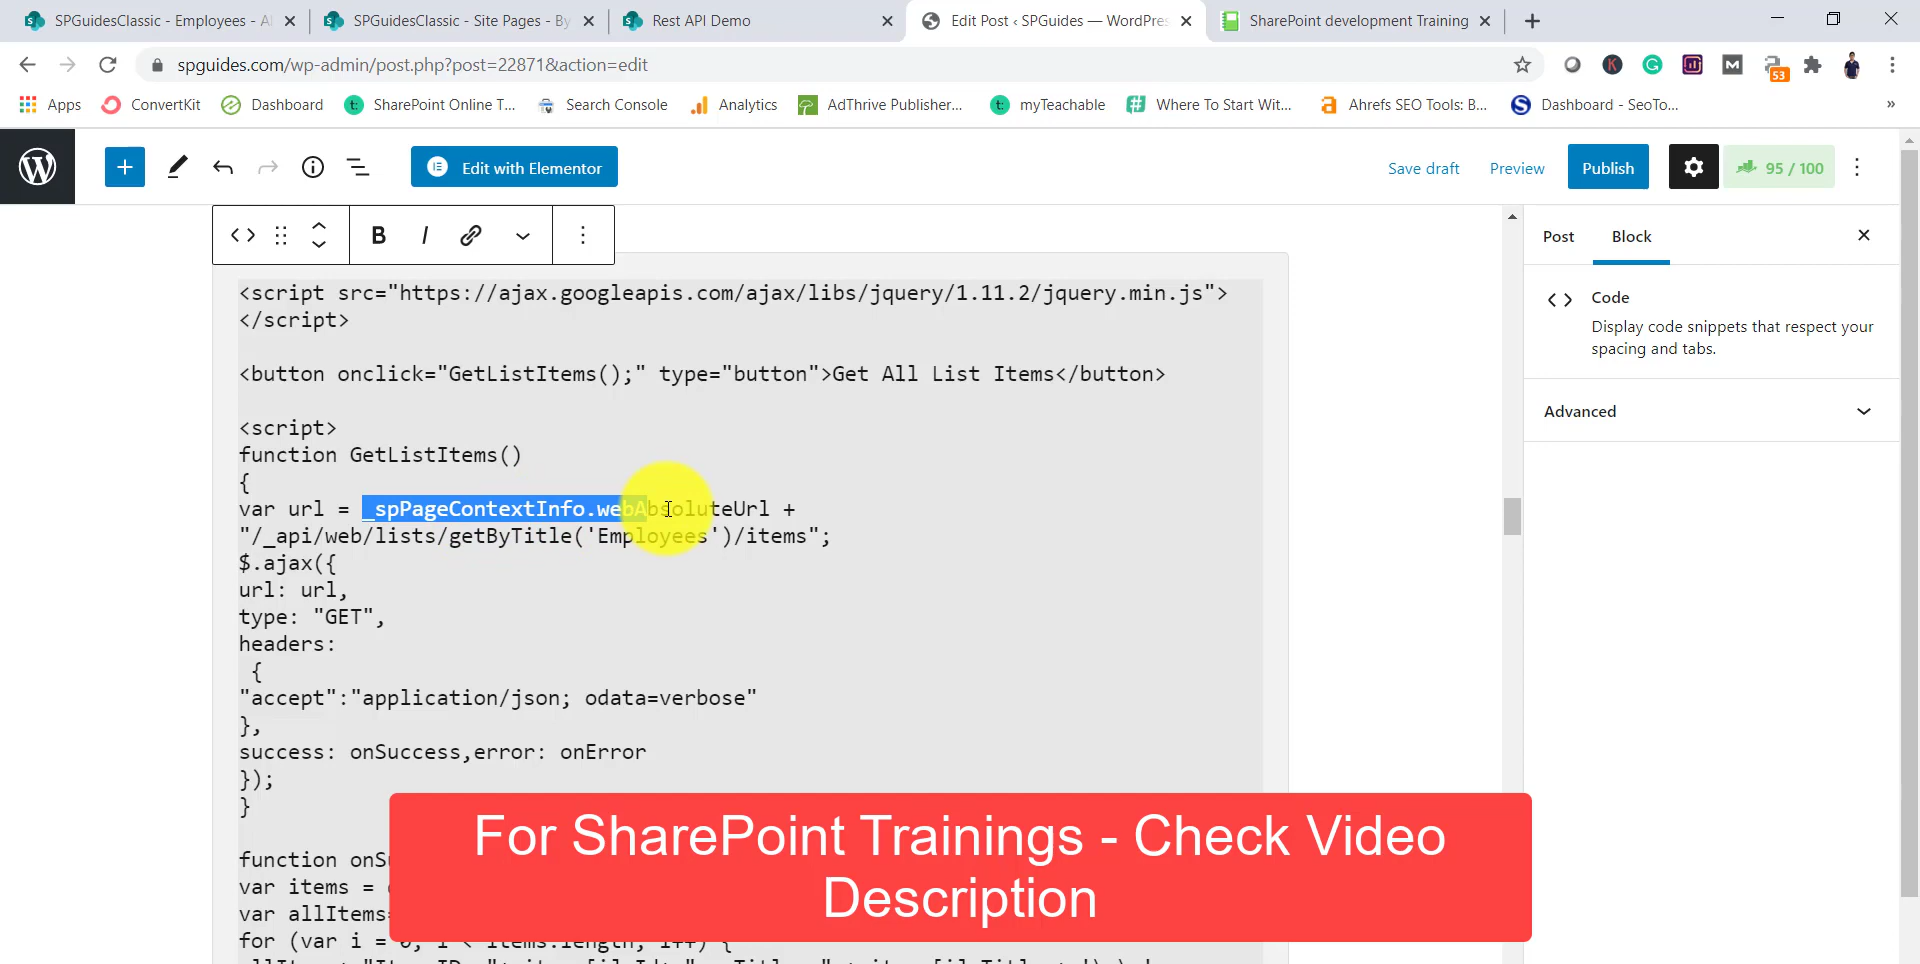 SPGuidesClassic - Employees - Al
SPGuidesClassic - Site Pages - By
Rest API Demo
Edit Post ‹ SPGuides — WordPres
SharePoint development Training
spguides.com/wp-admin/post.php?post=22871&action=edit
53
Apps
ConvertKit
Dashboard
SharePoint Online T...
Search Console
Analytics
AdThrive Publisher...
myTeachable
Where To Start Wit...
Ahrefs SEO Tools: B...
Dashboard - SeoTo...
»
Edit with Elementor
Save draft
Preview
Publish
95 / 100
B
I
Post
Block
Code
Display code snippets that respect your
spacing and tabs.
Advanced
<script src="https://ajax.googleapis.com/ajax/libs/jquery/1.11.2/jquery.min.js">
</script>
<button onclick="GetListItems();" type="button">Get All List Items</button>
<script>
function GetListItems()
{
var url = _spPageContextInfo.webAbsoluteUrl +
"/_api/web/lists/getByTitle('Employees')/items";
$.ajax({
url: url,
type: "GET",
headers:
{
"accept":"application/json; odata=verbose"
},
success: onSuccess,error: onError
});
}
function onS
var items =
var allItems
for (var i = 0; i < items.length; i++) {
For SharePoint Trainings - Check Video
Description